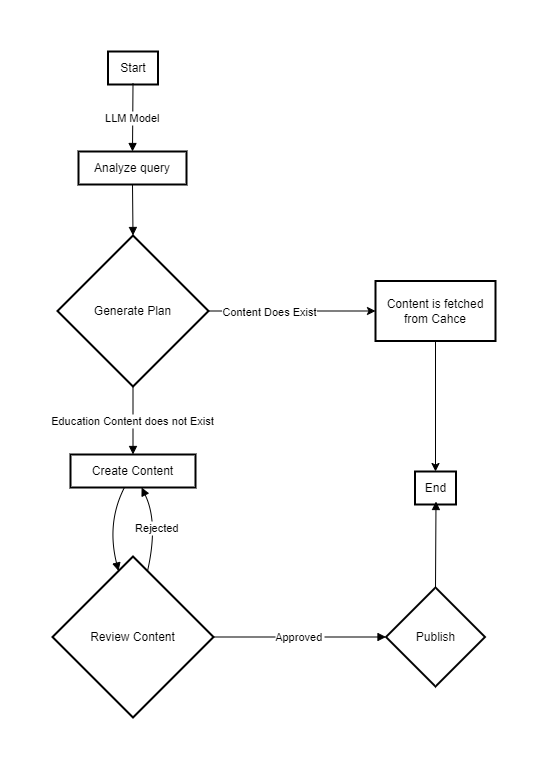 Start
LLM Model
Analyze query
Generate Plan
Content Does Exist
Content is fetched
from Cahce
Education Content does not Exist
Create Content
End
Rejected
Review Content
Approved
Publish